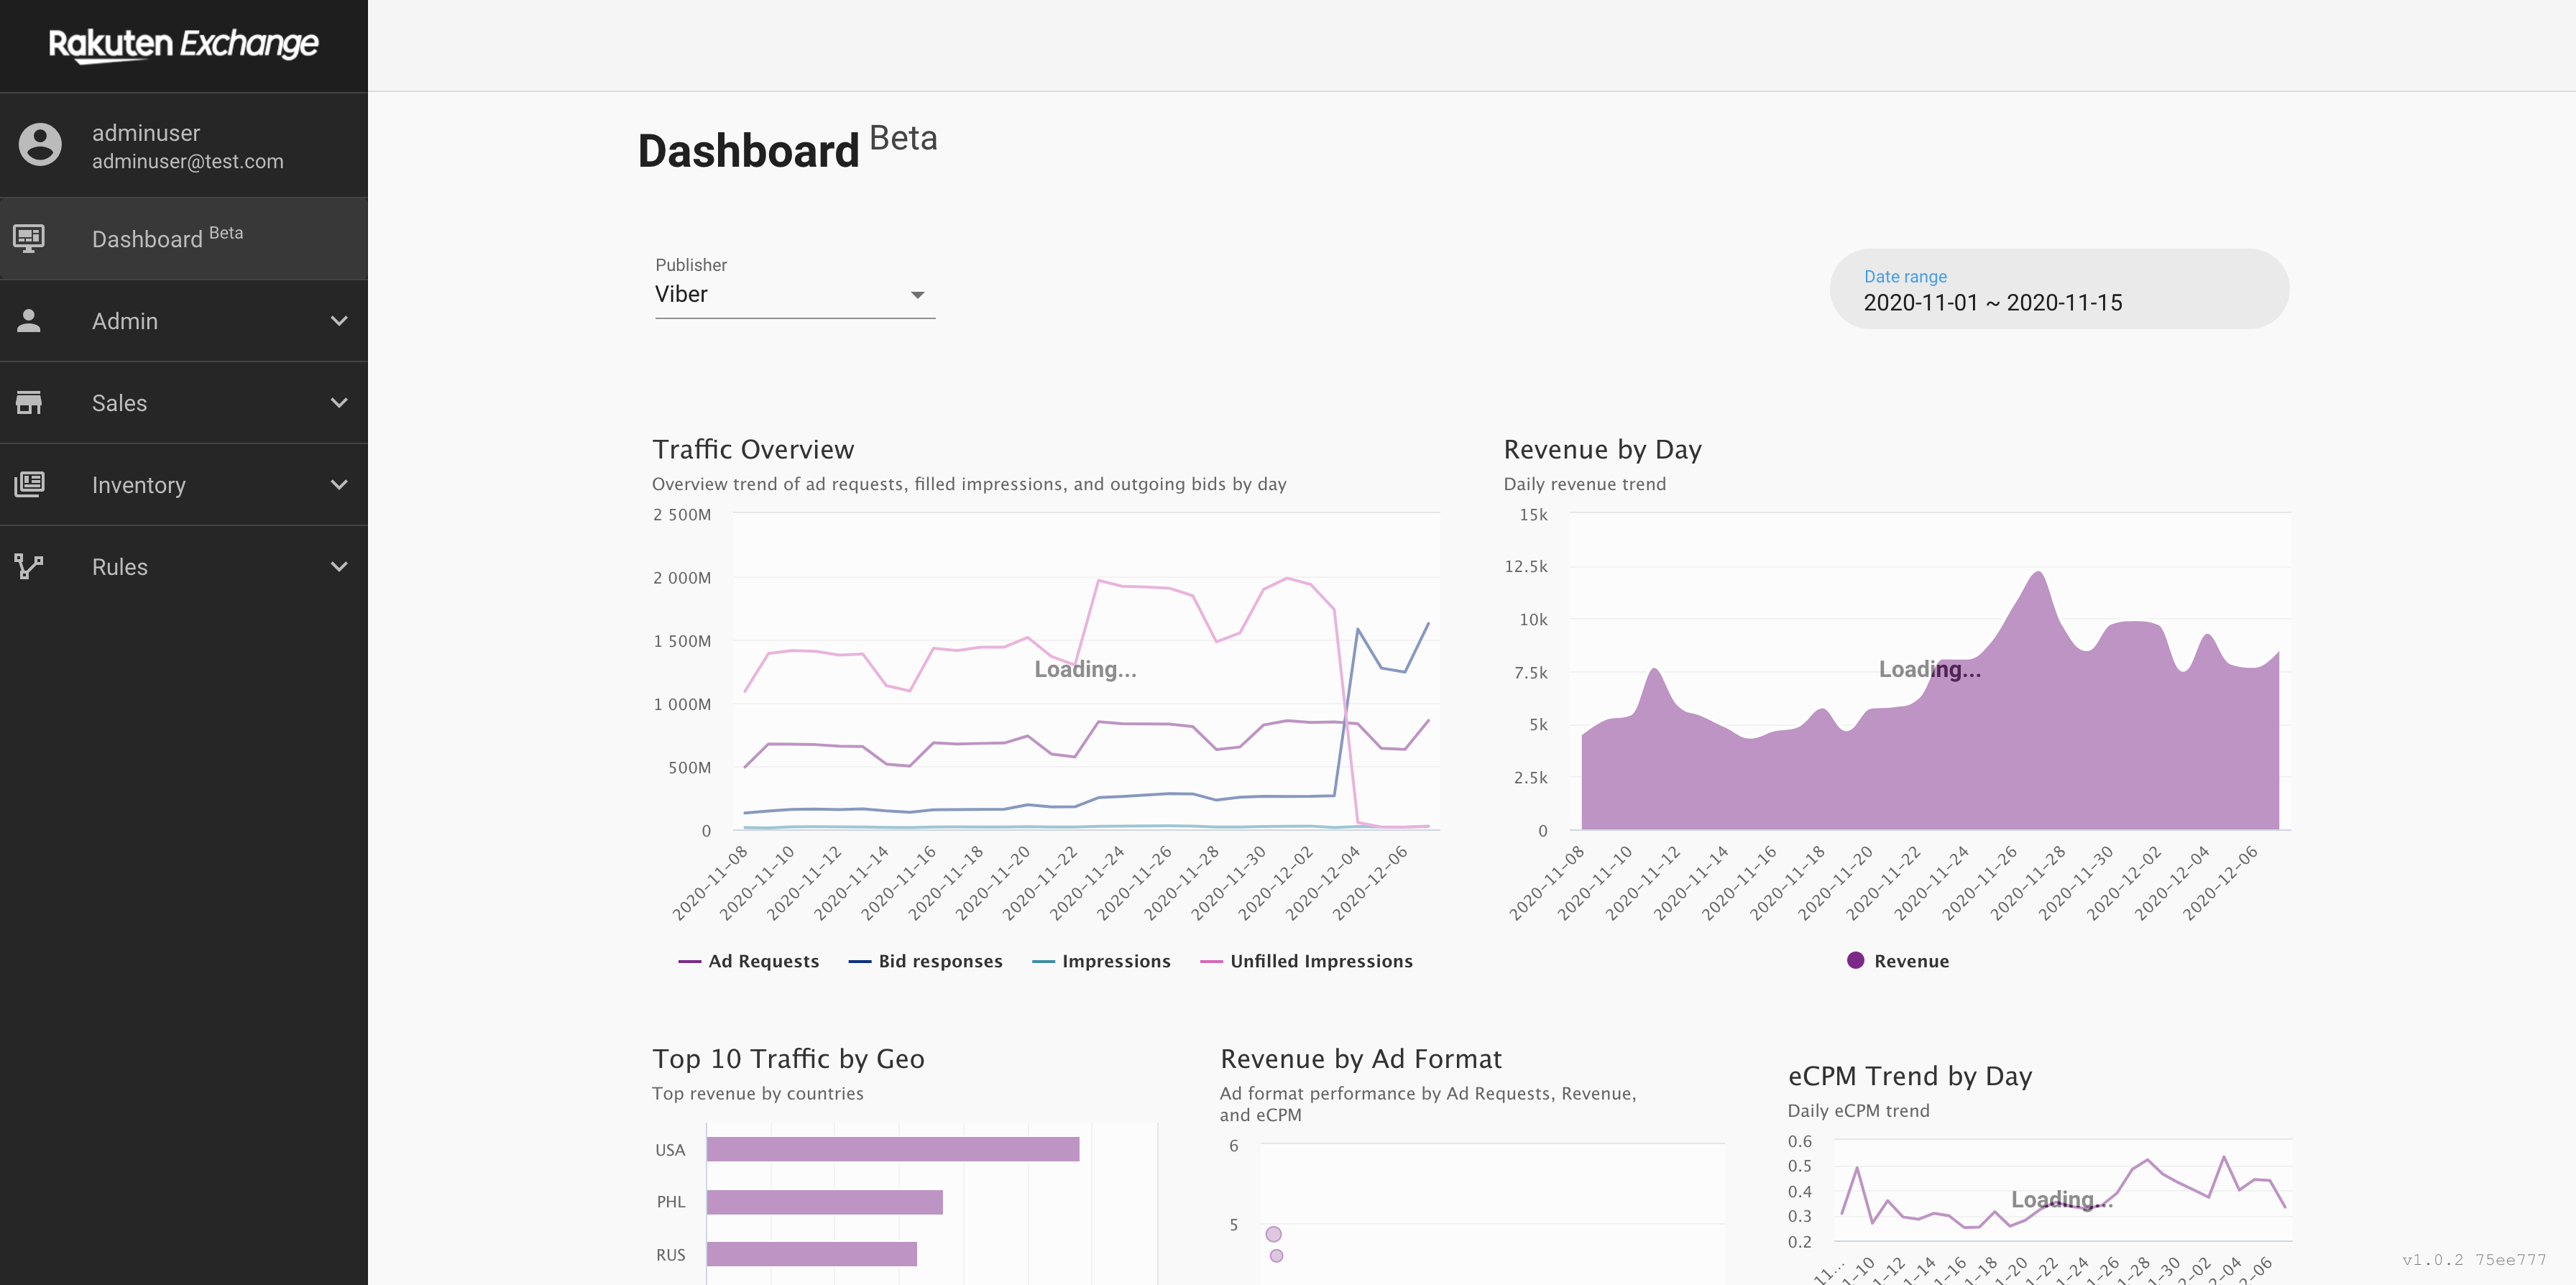 Rakuten Exchange
adminuser
adminuser@test.com
Dashboard Beta
Admin
Sales
Inventory
Rules
Dashboard Beta
Publisher
Viber
Date range
2020-11-01 ~ 2020-11-15
Traffic Overview
Overview trend of ad requests, filled impressions, and outgoing bids by day
2 500M
2 000M
1 500M
1 000M
500M
0
Loading...
2020-11-08
2020-11-10
2020-11-12
2020-11-14
2020-11-16
2020-11-18
2020-11-20
2020-11-22
2020-11-24
2020-11-26
2020-11-28
2020-11-30
2020-12-02
2020-12-04
2020-12-06
Ad Requests
Bid responses
Impressions
Unfilled Impressions
Revenue by Day
Daily revenue trend
15k
12.5k
10k
7.5k
5k
2.5k
0
Loading...
2020-11-08
2020-11-10
2020-11-12
2020-11-14
2020-11-16
2020-11-18
2020-11-20
2020-11-22
2020-11-24
2020-11-26
2020-11-28
2020-11-30
2020-12-02
2020-12-04
2020-12-06
Revenue
Top 10 Traffic by Geo
Top revenue by countries
USA
PHL
RUS
Revenue by Ad Format
Ad format performance by Ad Requests, Revenue,
and eCPM
6
5
eCPM Trend by Day
Daily eCPM trend
0.6
0.5
0.4
0.3
0.2
Loading...
11...
1-10
1-12
1-14
1-16
1-18
1-20
1-22
1-24
1-26
1-28
1-30
2-02
2-04
2-06
v1.0.2 75ee777